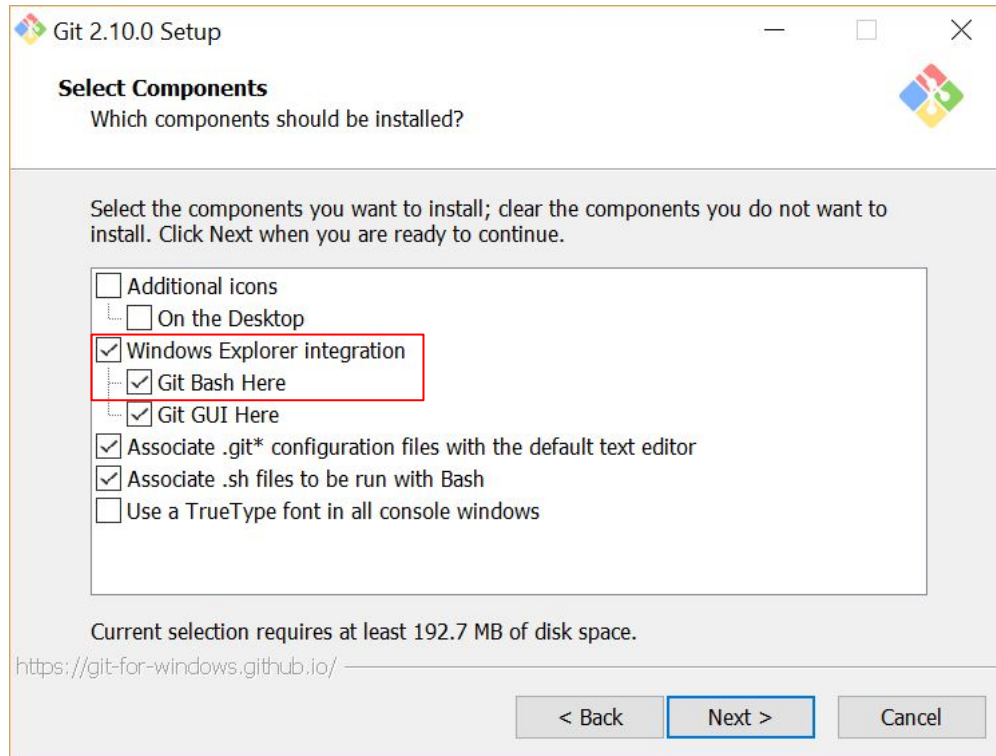 Git 2.10.0 Setup
Select Components
Which components should be installed?
Select the components you want to install; clear the components you do not want to
install. Click Next when you are ready to continue.
Additional icons
On the Desktop
Windows Explorer integration
Git Bash Here
Git GUI Here
Associate .git* configuration files with the default text editor
Associate .sh files to be run with Bash
Use a TrueType font in all console windows
Current selection requires at least 192.7 MB of disk space.
https://git-for-windows.github.io/
< Back Next > Cancel